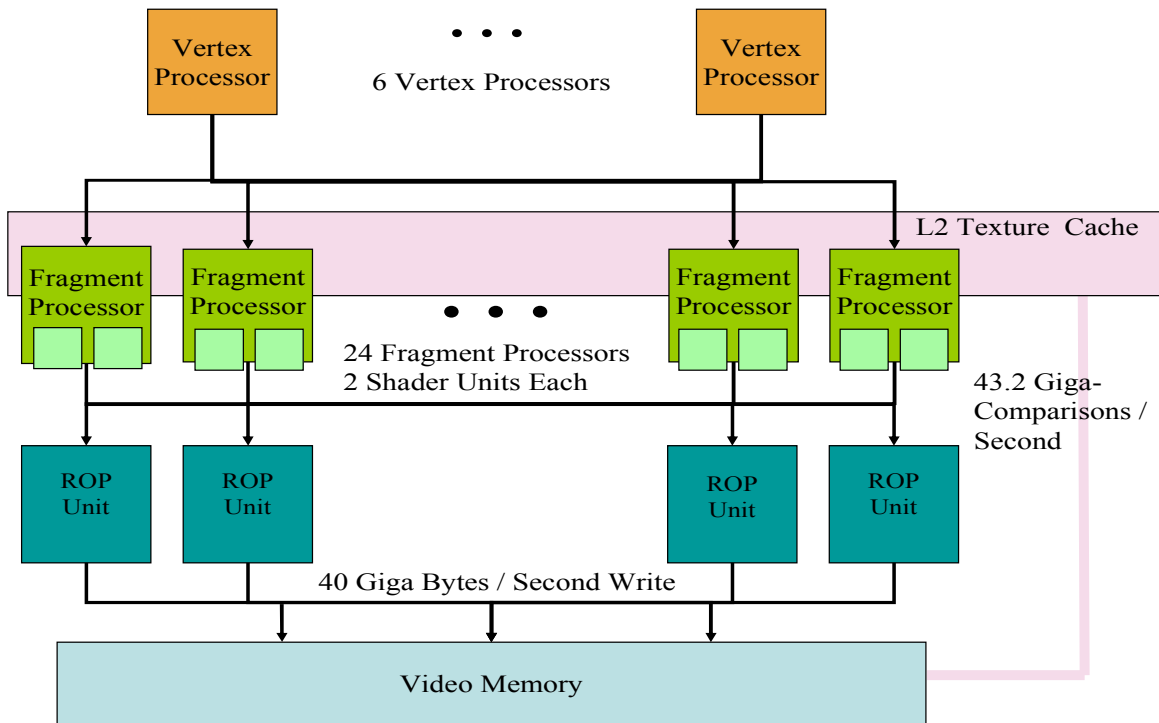 Vertex
Processor
6 Vertex Processors
Vertex
Processor
L2 Texture Cache
Fragment
Processor
Fragment
Processor
Fragment
Processor
Fragment
Processor
24 Fragment Processors
2 Shader Units Each
43.2 Giga-
Comparisons /
Second
ROP
Unit
ROP
Unit
ROP
Unit
ROP
Unit
40 Giga Bytes / Second Write
Video Memory